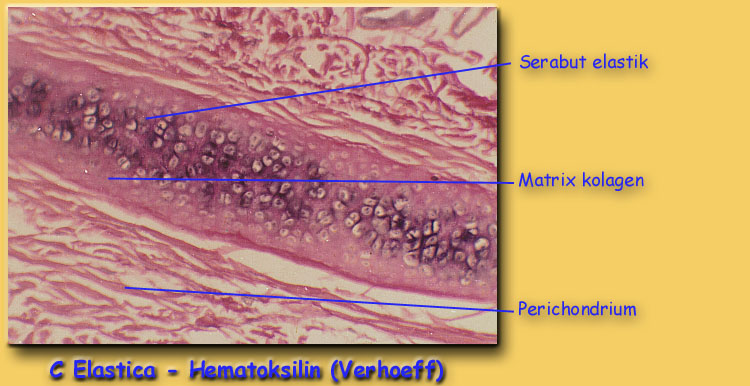 Serabut elastik
Matrix kolagen
Perichondrium
C Elastica - Hematoksilin (Verhoeff)